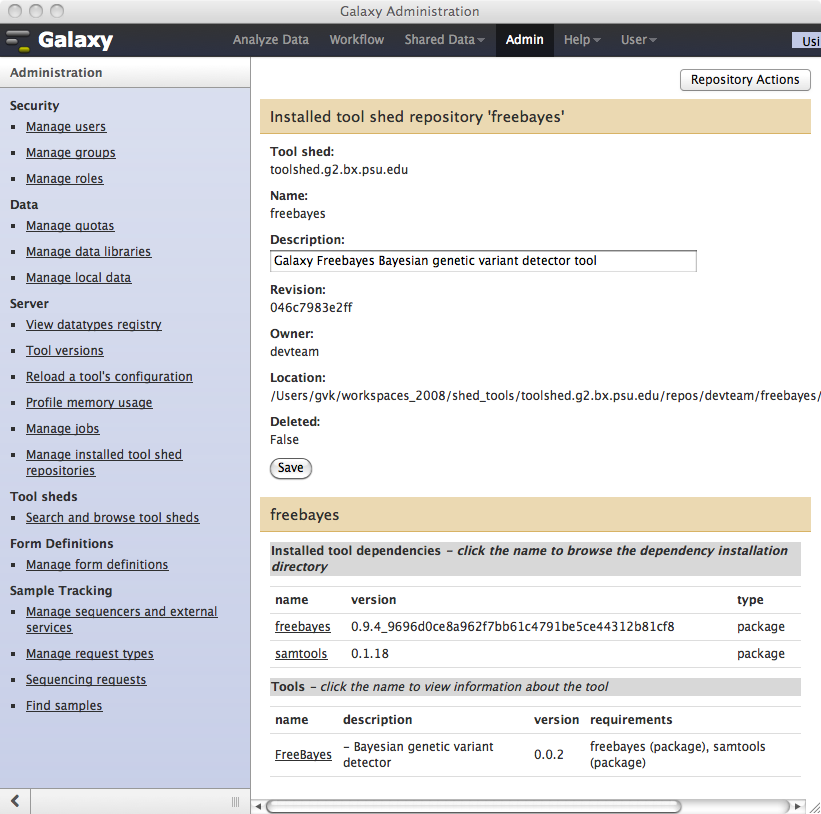 Galaxy Administration
Galaxy
Analyze Data Workflow Shared Data Admin Help User Usi
Administration
Security
Manage users
Manage groups
Manage roles
Data
Manage quotas
Manage data libraries
Manage local data
Server
View datatypes registry
Tool versions
Reload a tool's configuration
Profile memory usage
Manage jobs
Manage installed tool shed
repositories
Tool sheds
Search and browse tool sheds
Form Definitions
Manage form definitions
Sample Tracking
Manage sequencers and external
services
Manage request types
Sequencing requests
Find samples
Repository Actions
Installed tool shed repository 'freebayes'
Tool shed:
toolshed.g2.bx.psu.edu
Name:
freebayes
Description:
Galaxy Freebayes Bayesian genetic variant detector tool
Revision:
046c7983e2ff
Owner:
devteam
Location:
/Users/gvk/workspaces_2008/shed_tools/toolshed.g2.bx.psu.edu/repos/devteam/freebayes/
Deleted:
False
Save
freebayes
Installed tool dependencies – click the name to browse the dependency installation
directory
name version type
freebayes 0.9.4_9696d0ce8a962f7bb61c4791be5ce44312b81cf8 package
samtools 0.1.18 package
Tools – click the name to view information about the tool
name description version requirements
FreeBayes – Bayesian genetic variant detector 0.0.2 freebayes (package), samtools (package)